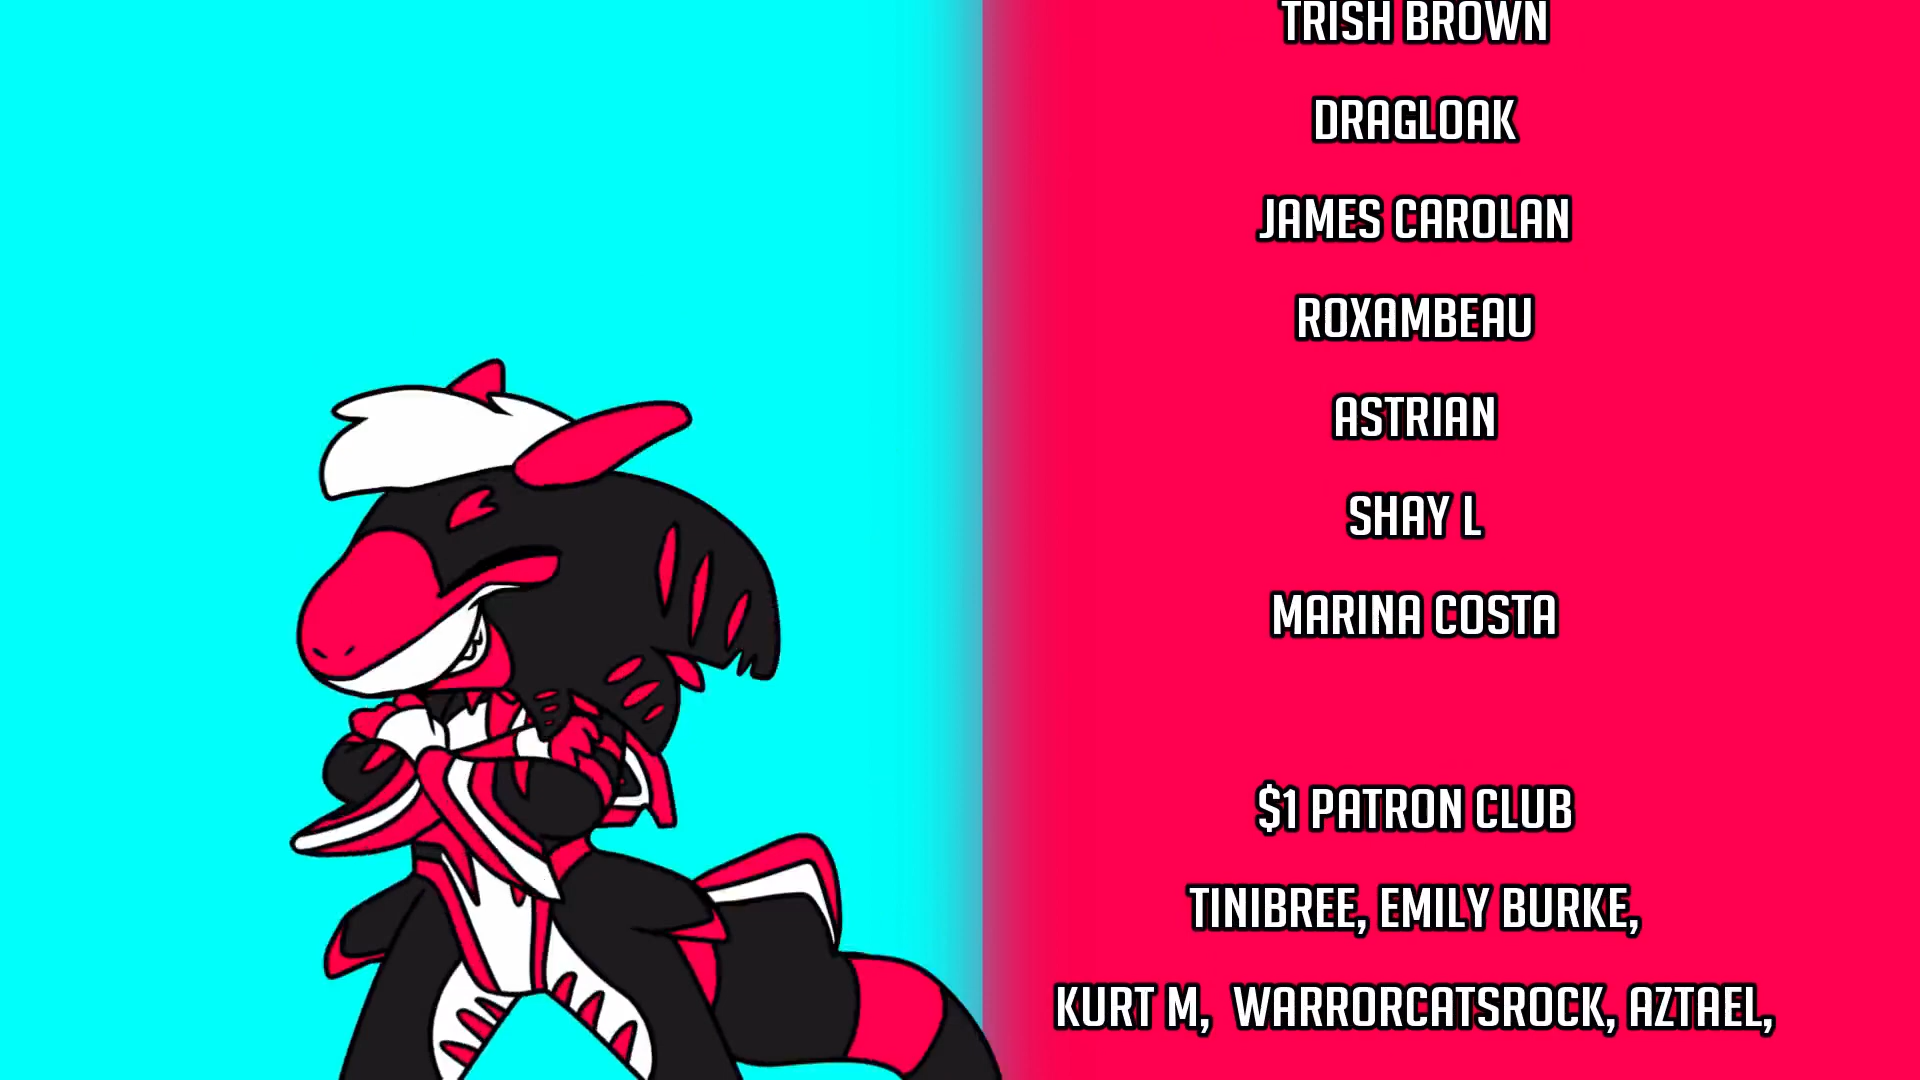 TRISH BROWN
DRAGLOAK
JAMES CAROLAN
ROXAMBEAU
ASTRIAN
SHAY L
MARINA COSTA
$1 PATRON CLUB
TINIBREE, EMILY BURKE,
KURT M,  WARRORCATSROCK, AZTAEL,